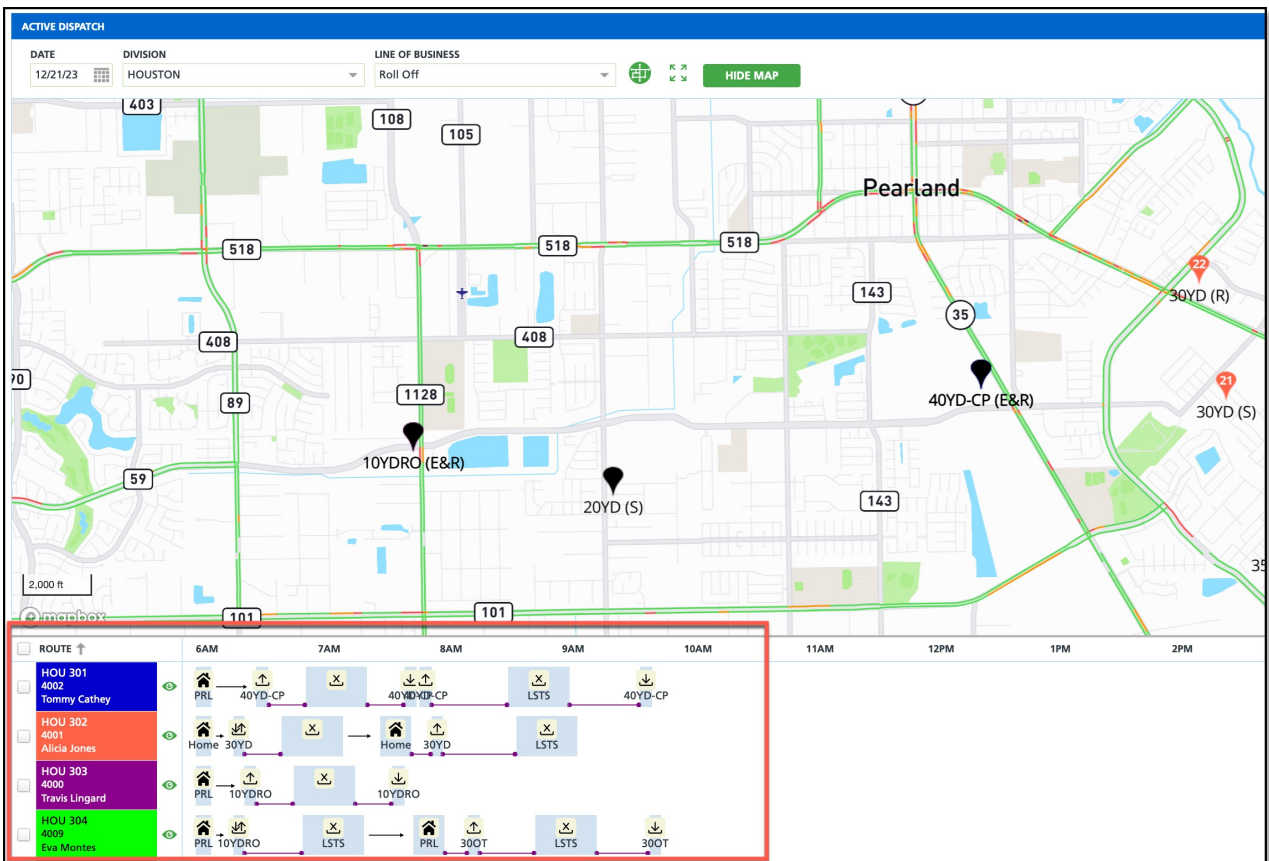 ACTIVE DISPATCH
DATE DIVISION LINE OF BUSINESS
12/21/23 HOUSTON Roll Off HIDE MAP
403
108
105
Pearland
518 518 518
22
143
30YD (R)
35
408 408
90
21
1128
89
40YD-CP (E&R)
30YD (S)
10YDRO (E&R)
59
20YD (S)
143
35
2,000 ft
mapbox
101 101
ROUTE 6AM 7AM 8AM 9AM 10AM 11AM 12PM 1PM 2PM
HOU 301
4002
Tommy Cathey
PRL 40YD-CP 40YD-CP 40YD-CP LSTS 40YD-CP
HOU 302
4001
Alicia Jones
Home 30YD Home 30YD LSTS
HOU 303
4000
Travis Lingard
PRL 10YDRO 10YDRO
HOU 304
4009
Eva Montes
PRL 10YDRO LSTS PRL 30OT LSTS 30OT